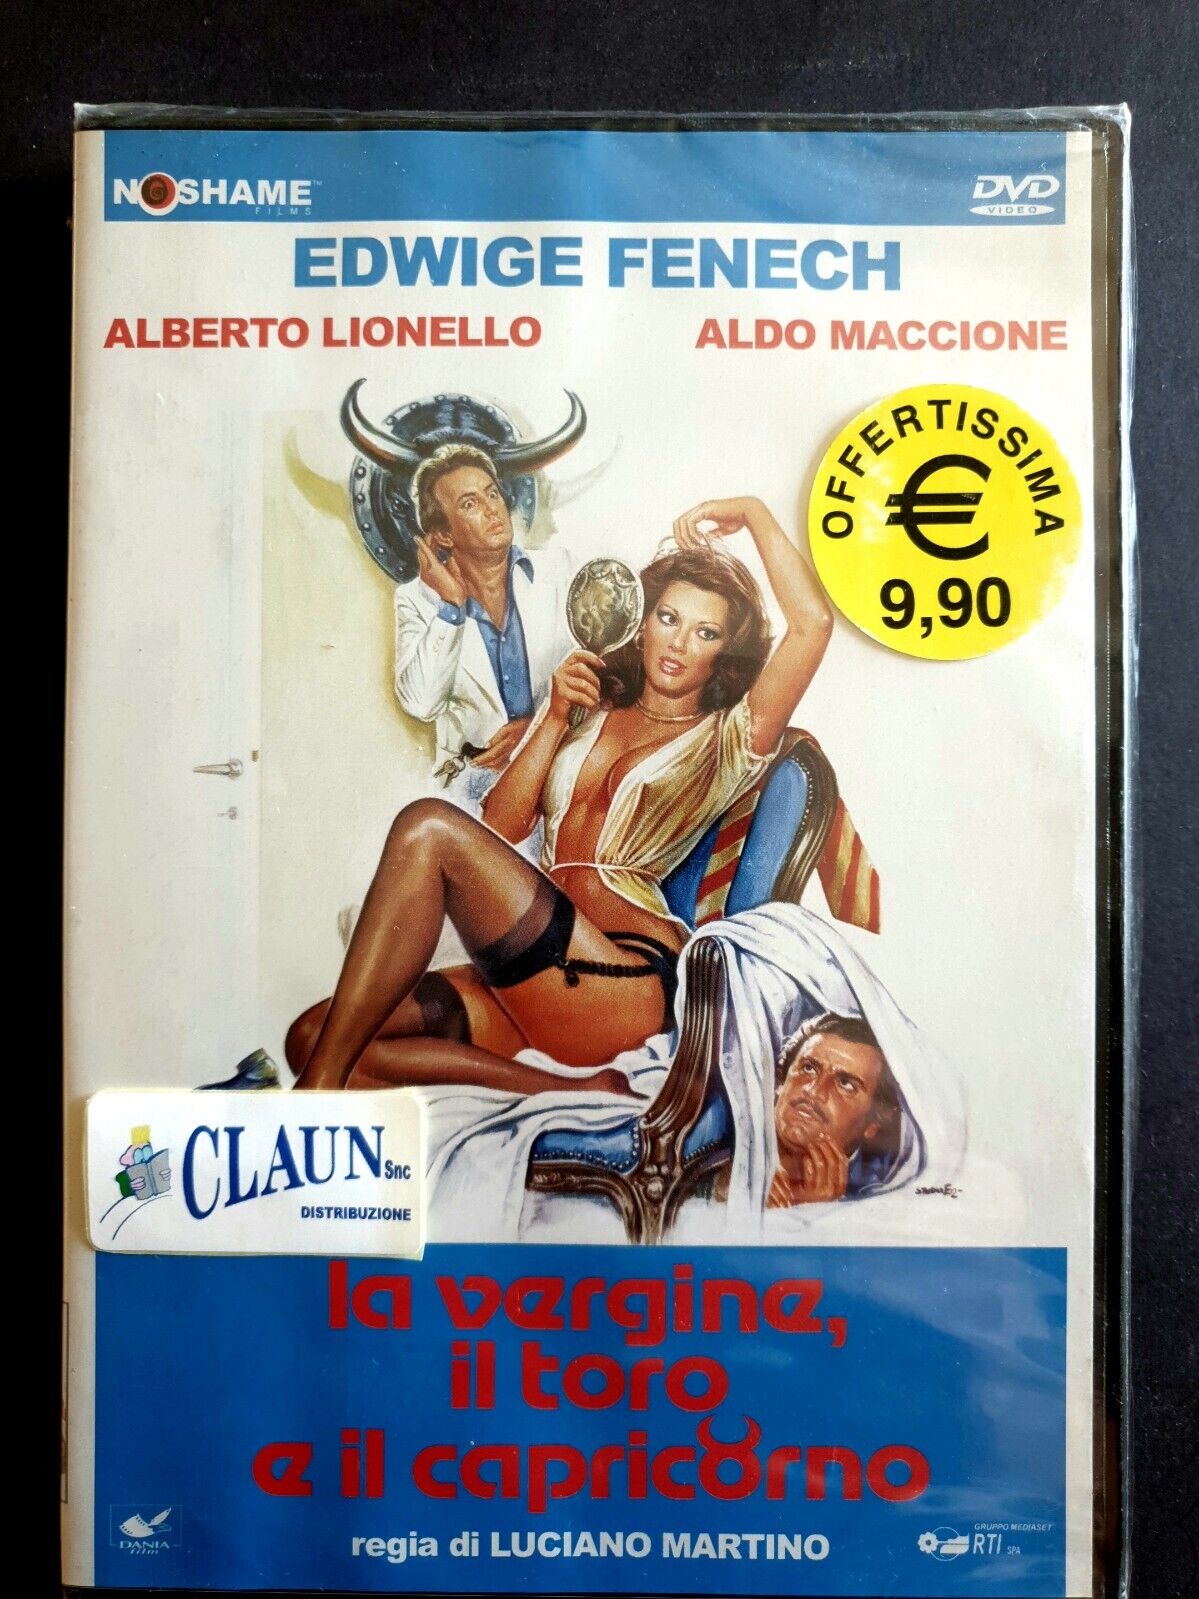 NOSHAME™
FILMS
DVD
VIDEO
EDWIGE FENECH
ALBERTO LIONELLO
ALDO MACCIONE
OFFERTISSIMA
€
9,90
CLAUN Snc
DISTRIBUZIONE
la vergine,
il toro
e il capricorno
regia di LUCIANO MARTINO
DANIA
film
GRUPPO MEDIASET
RTI SPA